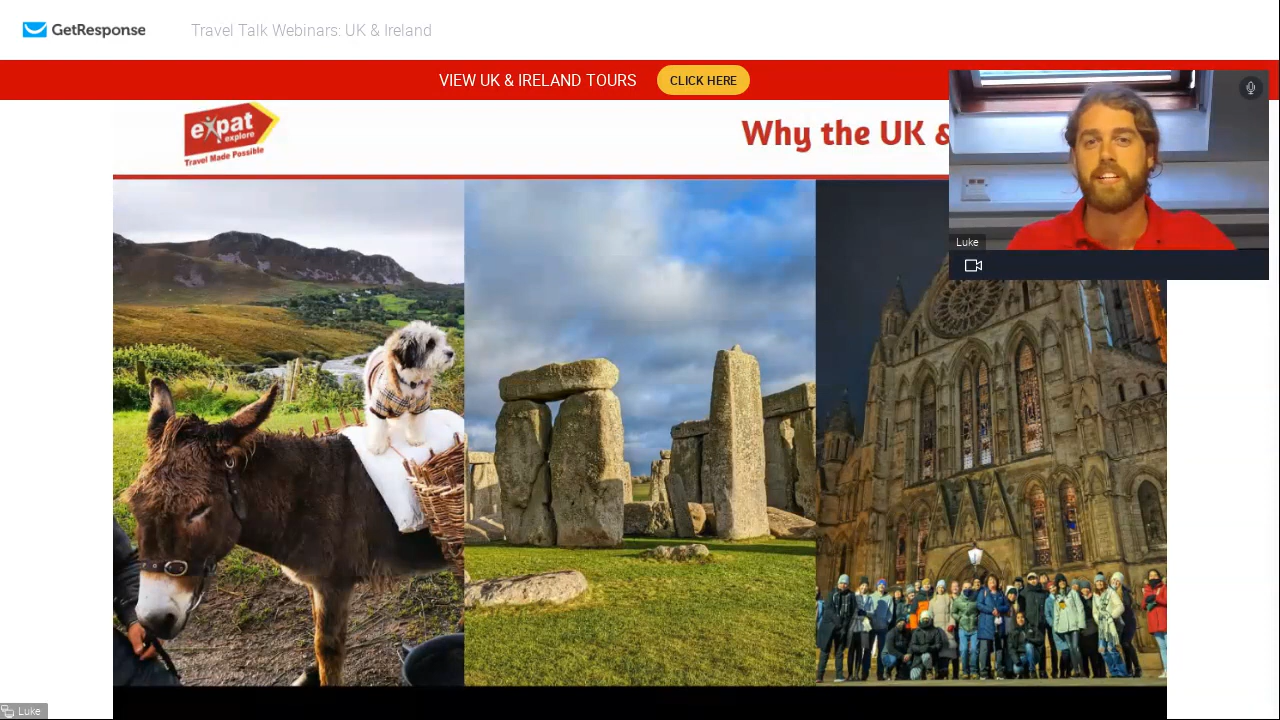 GetResponse
Travel Talk Webinars: UK & Ireland
VIEW UK & IRELAND TOURS
CLICK HERE
expat
explore
Travel Made Possible
Why the UK &
Luke
Luke